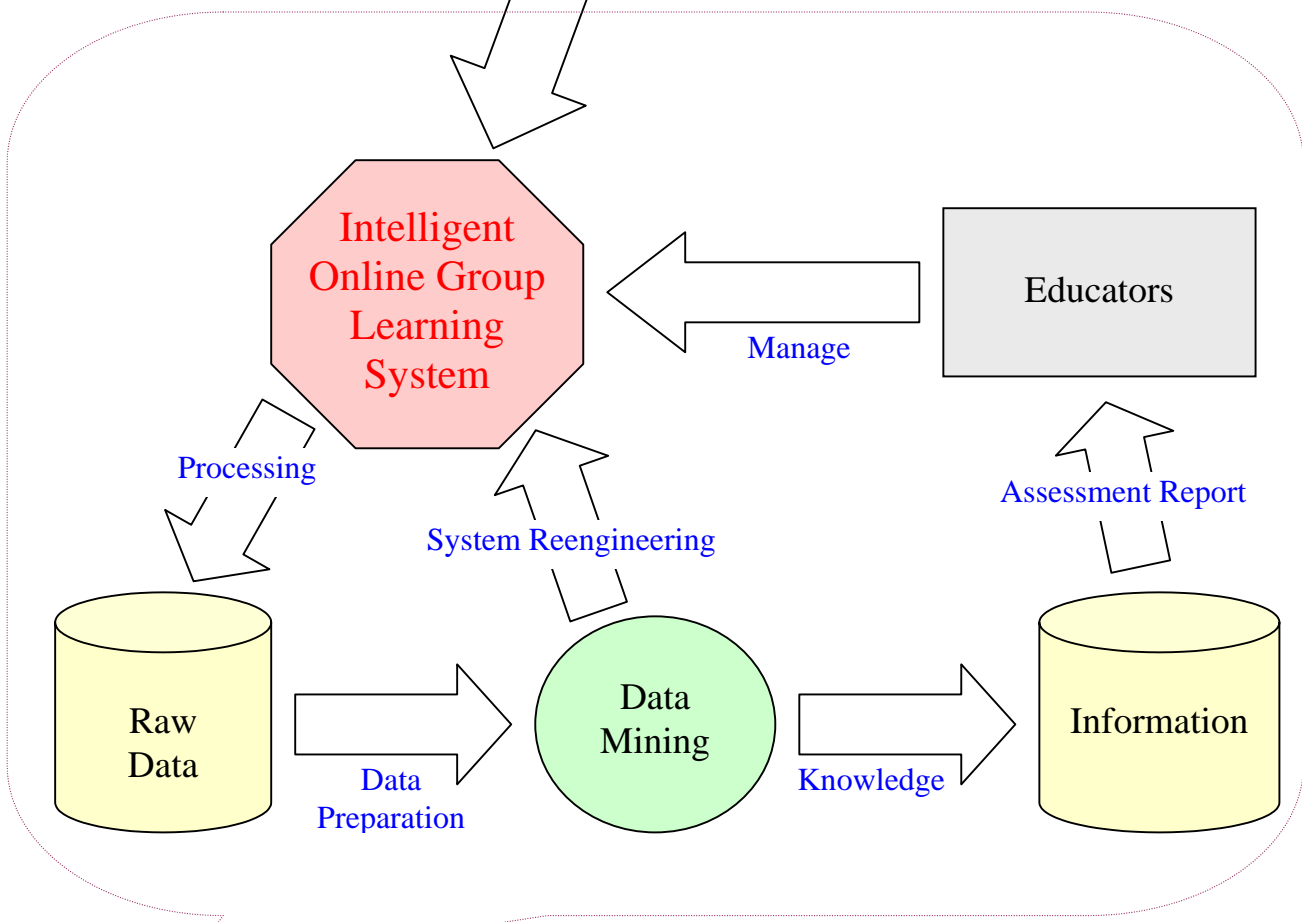 Intelligent
Online Group
Learning
System
Educators
Manage
Processing
Assessment Report
System Reengineering
Raw
Data
Data
Mining
Information
Data
Preparation
Knowledge